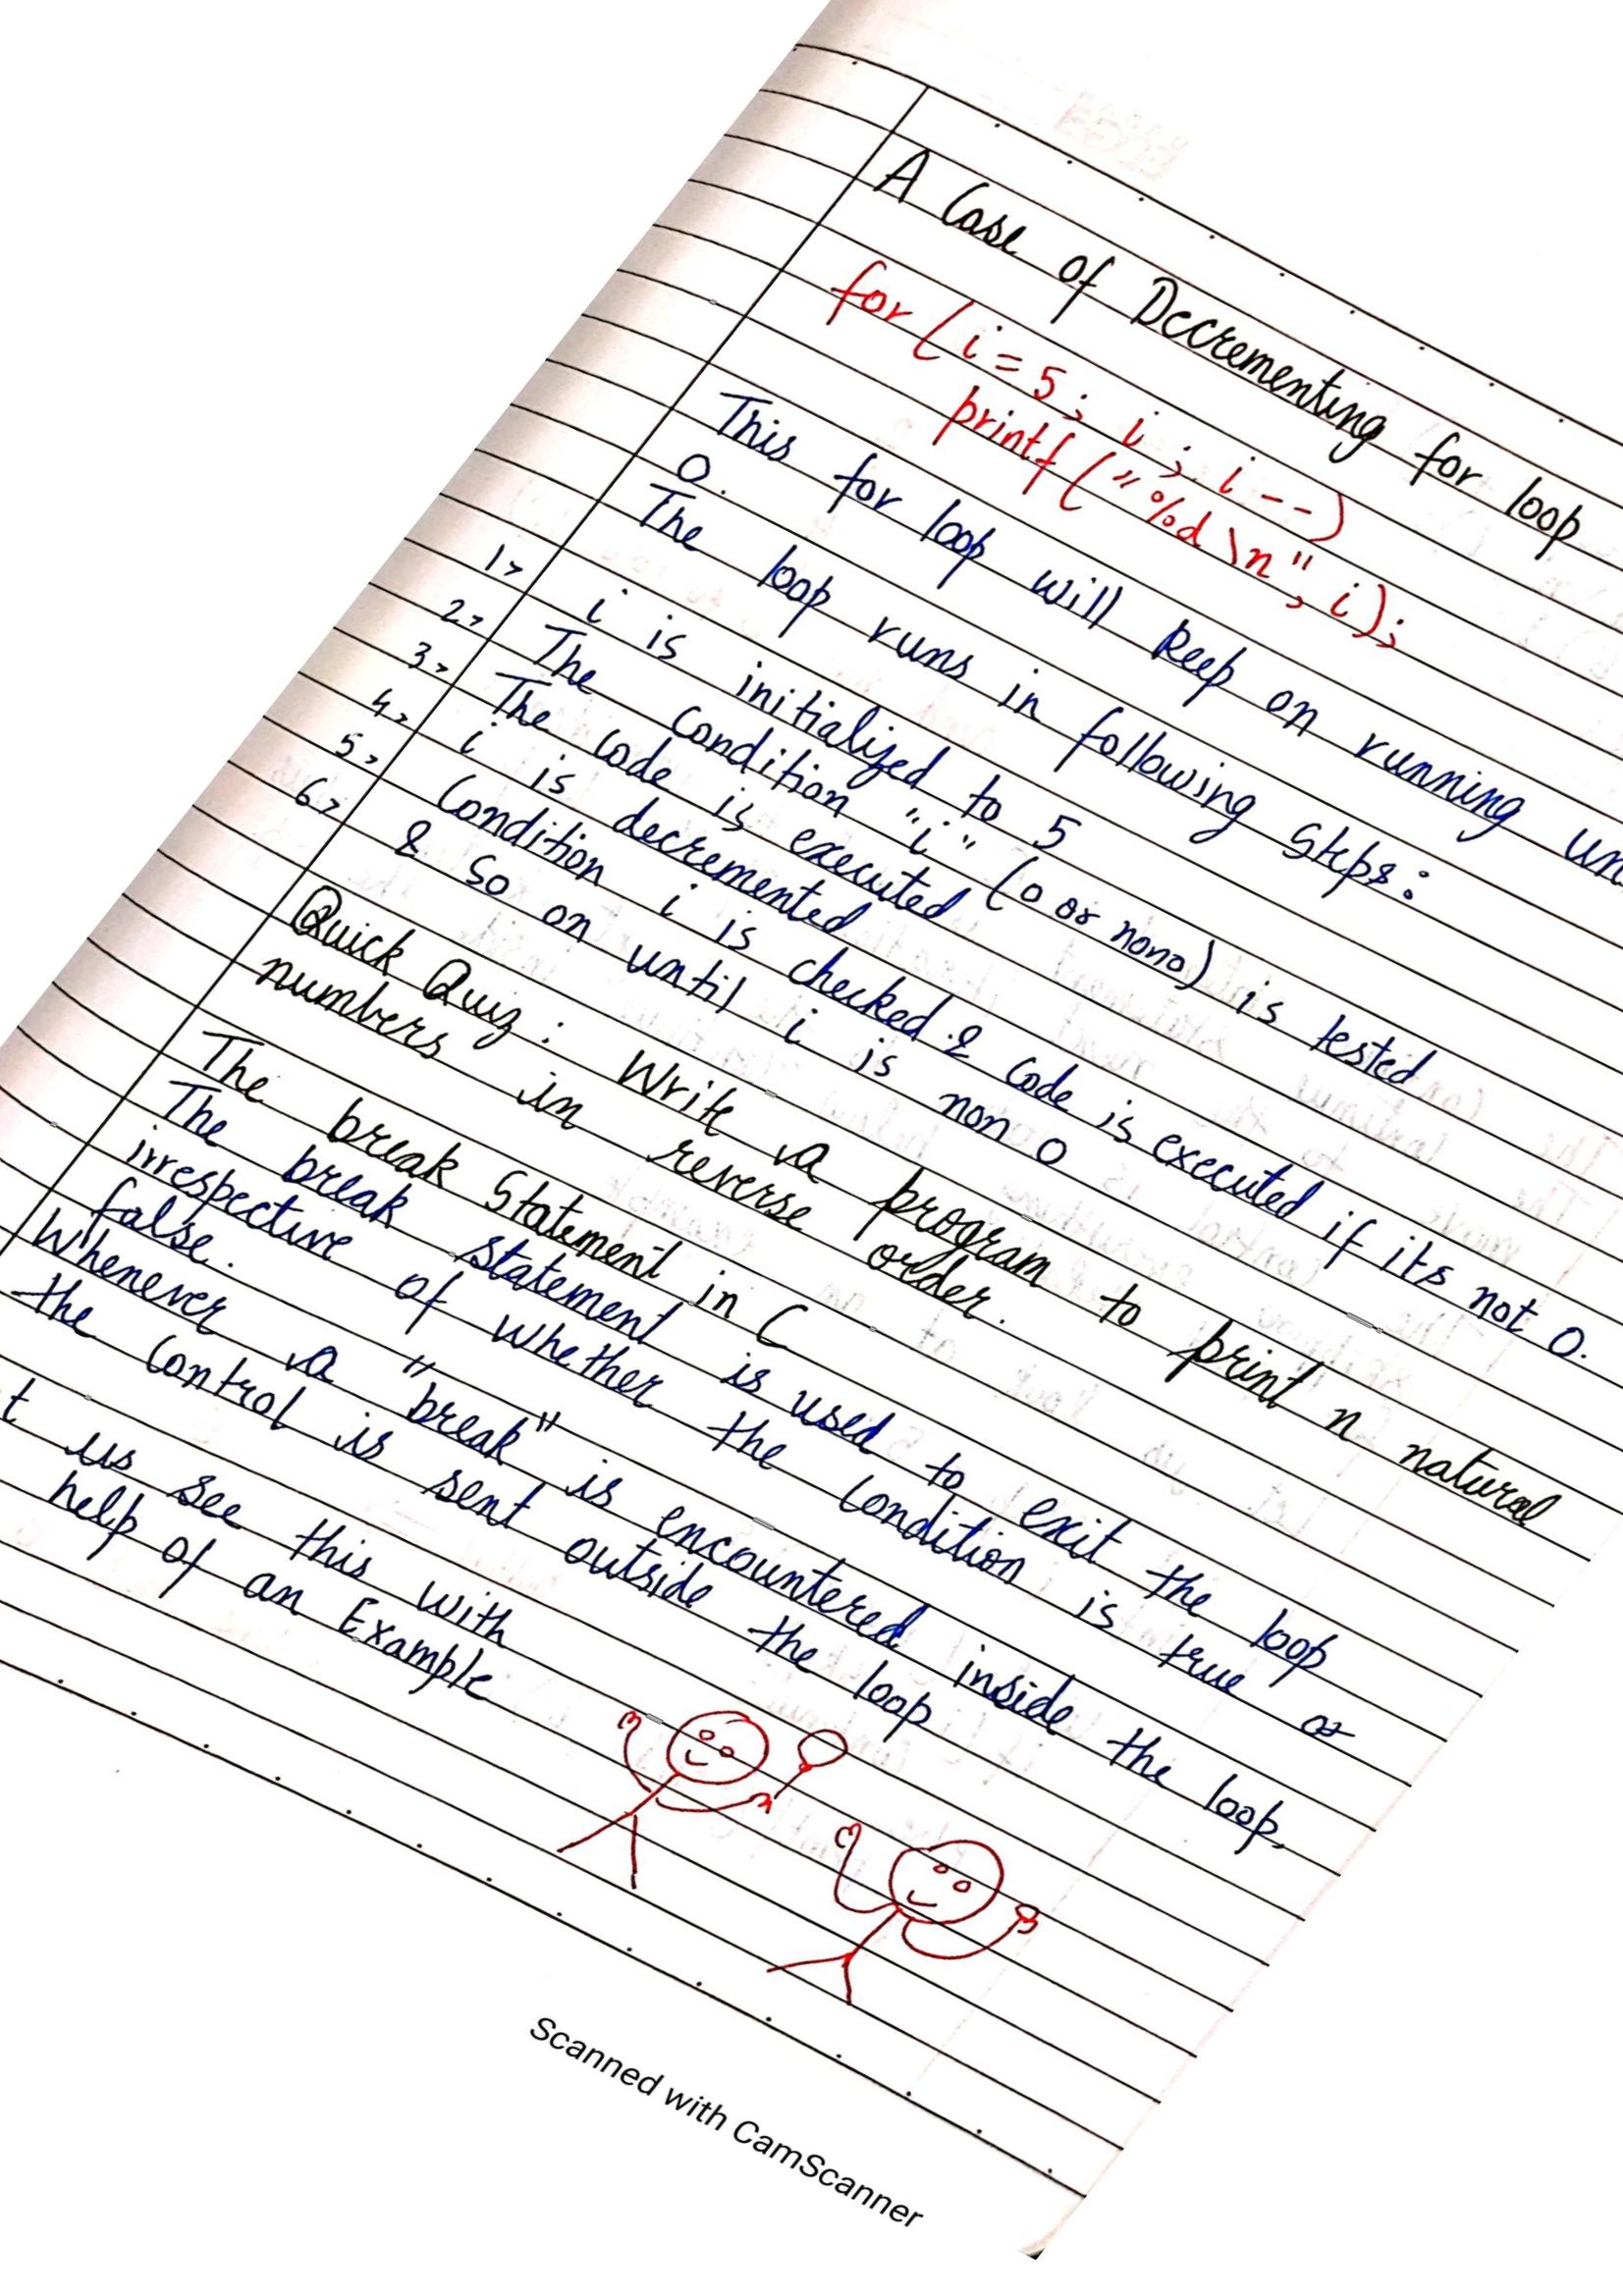 A Case of Decrementing for loop
for (i = 5 ; i ; i --)
printf ("%d \n", i);
This for loop will keep on running
0.
The loop runs in following steps:
1> i is initialized to 5
2> The condition "i" (0 or non0) is tested
3> The code is executed
4> i is decremented
5> Condition i is checked & code is executed if its not 0.
6> & so on until i is non 0
Quick Quiz : Write a program to print n natural
numbers in reverse order.
The break Statement in C
The break statement is used to exit the loop
irrespective of whether the condition is true or
false.
Whenever a "break" is encountered inside the loop,
the control is sent outside the loop
us see this with
help of an Example
Scanned with CamScanner